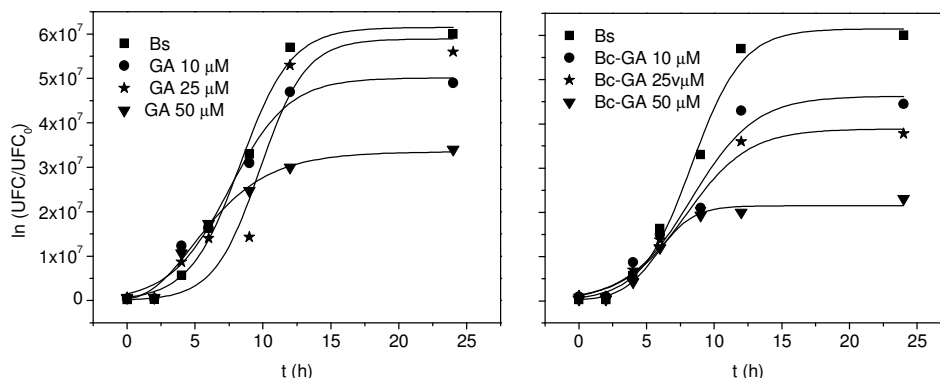 6x10⁷
5x10⁷
4x10⁷
3x10⁷
2x10⁷
1x10⁷
0
ln (UFC/UFC₀)
Bs
GA 10 μM
GA 25 μM
GA 50 μM
0 5 10 15 20 25
t (h)
Bs
Bc-GA 10 μM
Bc-GA 25νμM
Bc-GA 50 μM
0 5 10 15 20 25
t (h)